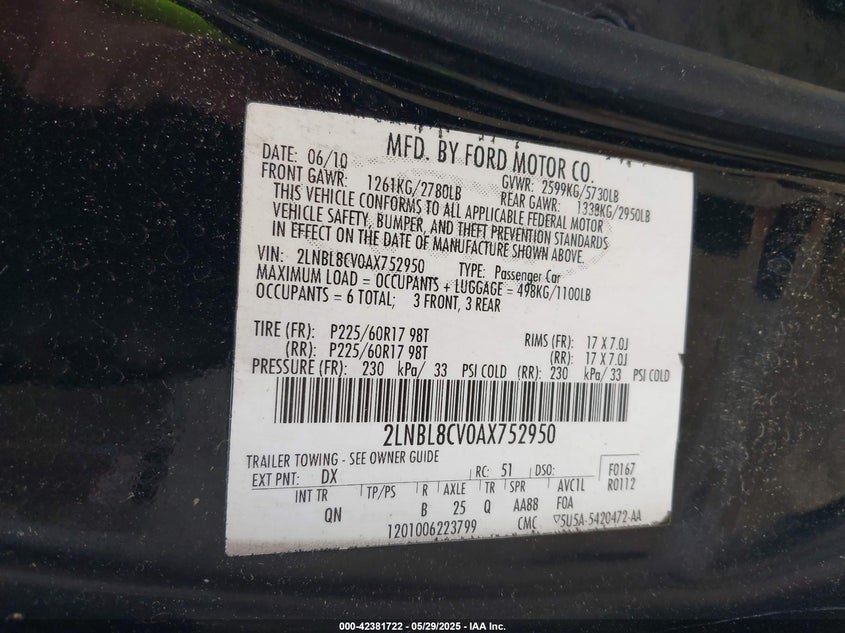 MFD. BY FORD MOTOR CO.
DATE: 06/10 GVWR: 2599KG/5730LB
FRONT GAWR: 1261KG/2780LB REAR GAWR: 1338KG/2950LB
THIS VEHICLE CONFORMS TO ALL APPLICABLE FEDERAL MOTOR
VEHICLE SAFETY, BUMPER, AND THEFT PREVENTION STANDARDS
IN EFFECT ON THE DATE OF MANUFACTURE SHOWN ABOVE.
VIN: 2LNBL8CV0AX752950 TYPE: Passenger Car
MAXIMUM LOAD = OCCUPANTS + LUGGAGE = 498KG/1100LB
OCCUPANTS = 6 TOTAL; 3 FRONT, 3 REAR
TIRE (FR): P225/60R17 98T RIMS (FR): 17 X 7.0J
(RR): P225/60R17 98T (RR): 17 X 7.0J
PRESSURE (FR): 230 kPa/ 33 PSI COLD (RR): 230 kPa/ 33 PSI COLD
2LNBL8CV0AX752950
TRAILER TOWING - SEE OWNER GUIDE
EXT PNT: DX RC: 51 DSO: F0167
R0112
INT TR TP/PS R AXLE TR SPR AVC1L
QN B 25 Q AA88 FOA
1201006223799 CMC ▽5U5A-5420472-AA
000-42381722 - 05/29/2025 - IAA Inc.